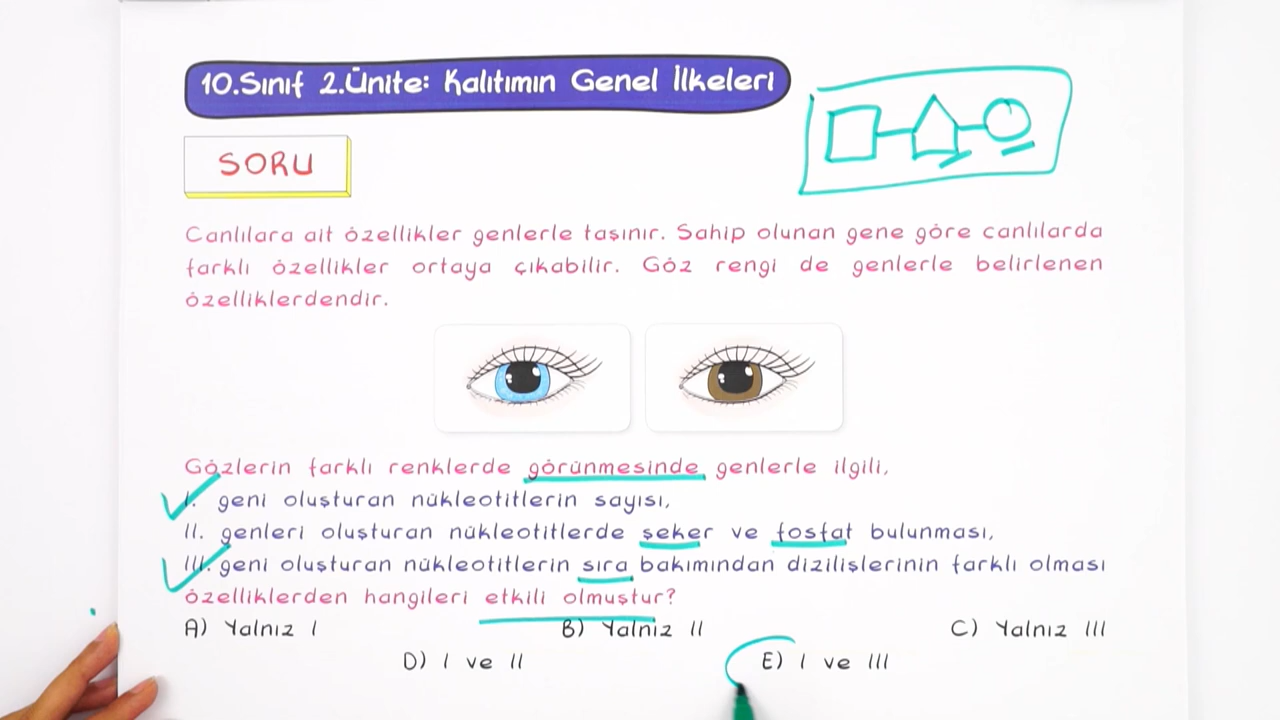 10.Sınıf 2.Ünite: Kalıtımın Genel İlkeleri
SORU
Canlılara ait özellikler genlerle taşınır. Sahip olunan gene göre canlılarda
farklı özellikler ortaya çıkabilir. Göz rengi de genlerle belirlenen
özelliklerdendir.
Gözlerin farklı renklerde görünmesinde genlerle ilgili,
I. geni oluşturan nükleotitlerin sayısı,
II. genleri oluşturan nükleotitlerde şeker ve fosfat bulunması,
III. geni oluşturan nükleotitlerin sıra bakımından dizilişlerinin farklı olması
özelliklerden hangileri etkili olmuştur?
A) Yalnız I B) Yalnız II C) Yalnız III
D) I ve II E) I ve III